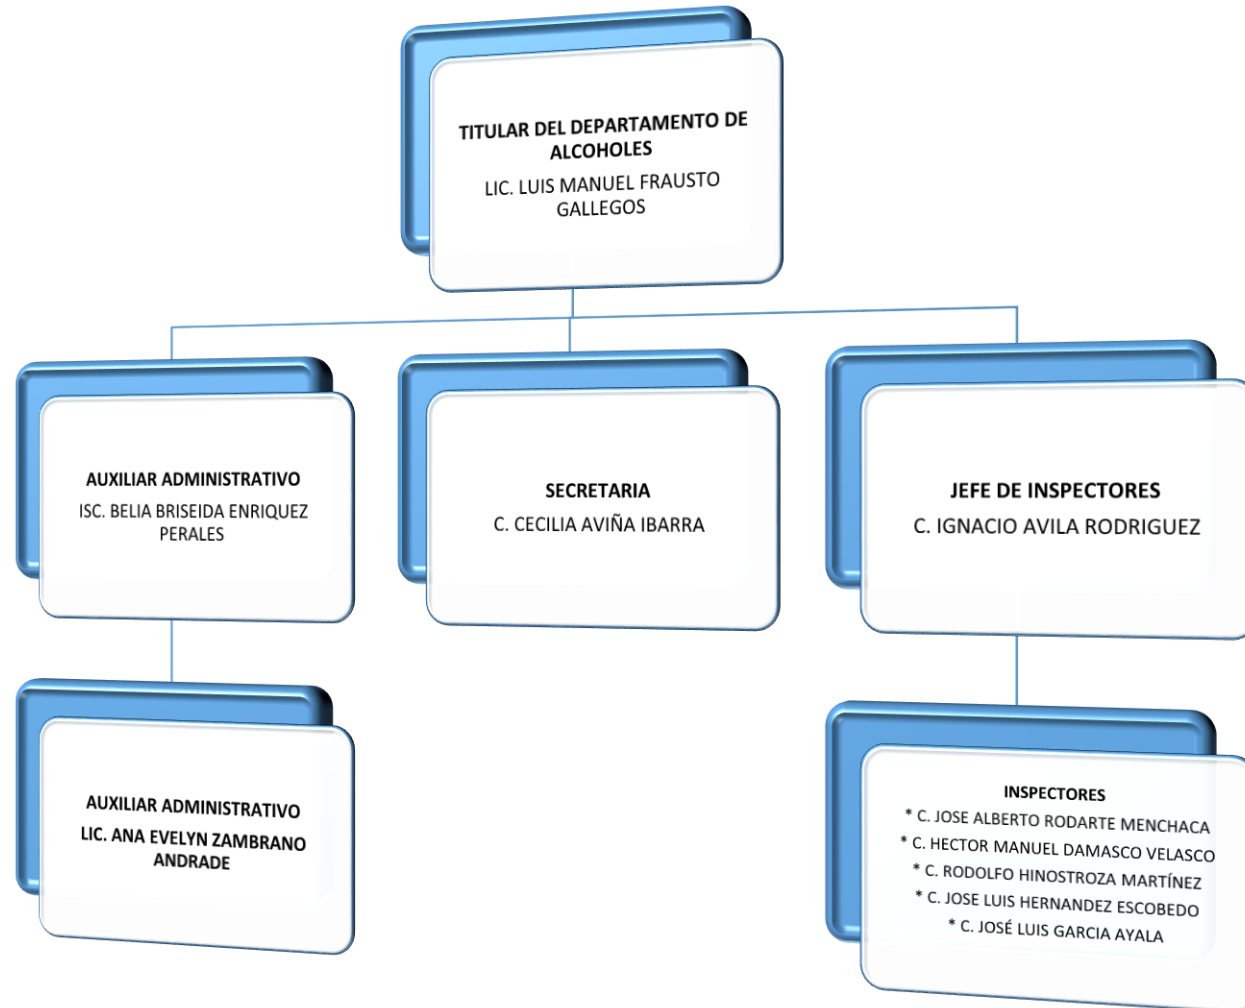 TITULAR DEL DEPARTAMENTO DE
ALCOHOLES
LIC. LUIS MANUEL FRAUSTO
GALLEGOS
AUXILIAR ADMINISTRATIVO
ISC. BELIA BRISEIDA ENRIQUEZ
PERALES
SECRETARIA
C. CECILIA AVIÑA IBARRA
JEFE DE INSPECTORES
C. IGNACIO AVILA RODRIGUEZ
AUXILIAR ADMINISTRATIVO
LIC. ANA EVELYN ZAMBRANO
ANDRADE
INSPECTORES
* C. JOSE ALBERTO RODARTE MENCHACA
* C. HECTOR MANUEL DAMASCO VELASCO
* C. RODOLFO HINOSTROZA MARTÍNEZ
* C. JOSE LUIS HERNANDEZ ESCOBEDO
* C. JOSÉ LUIS GARCIA AYALA